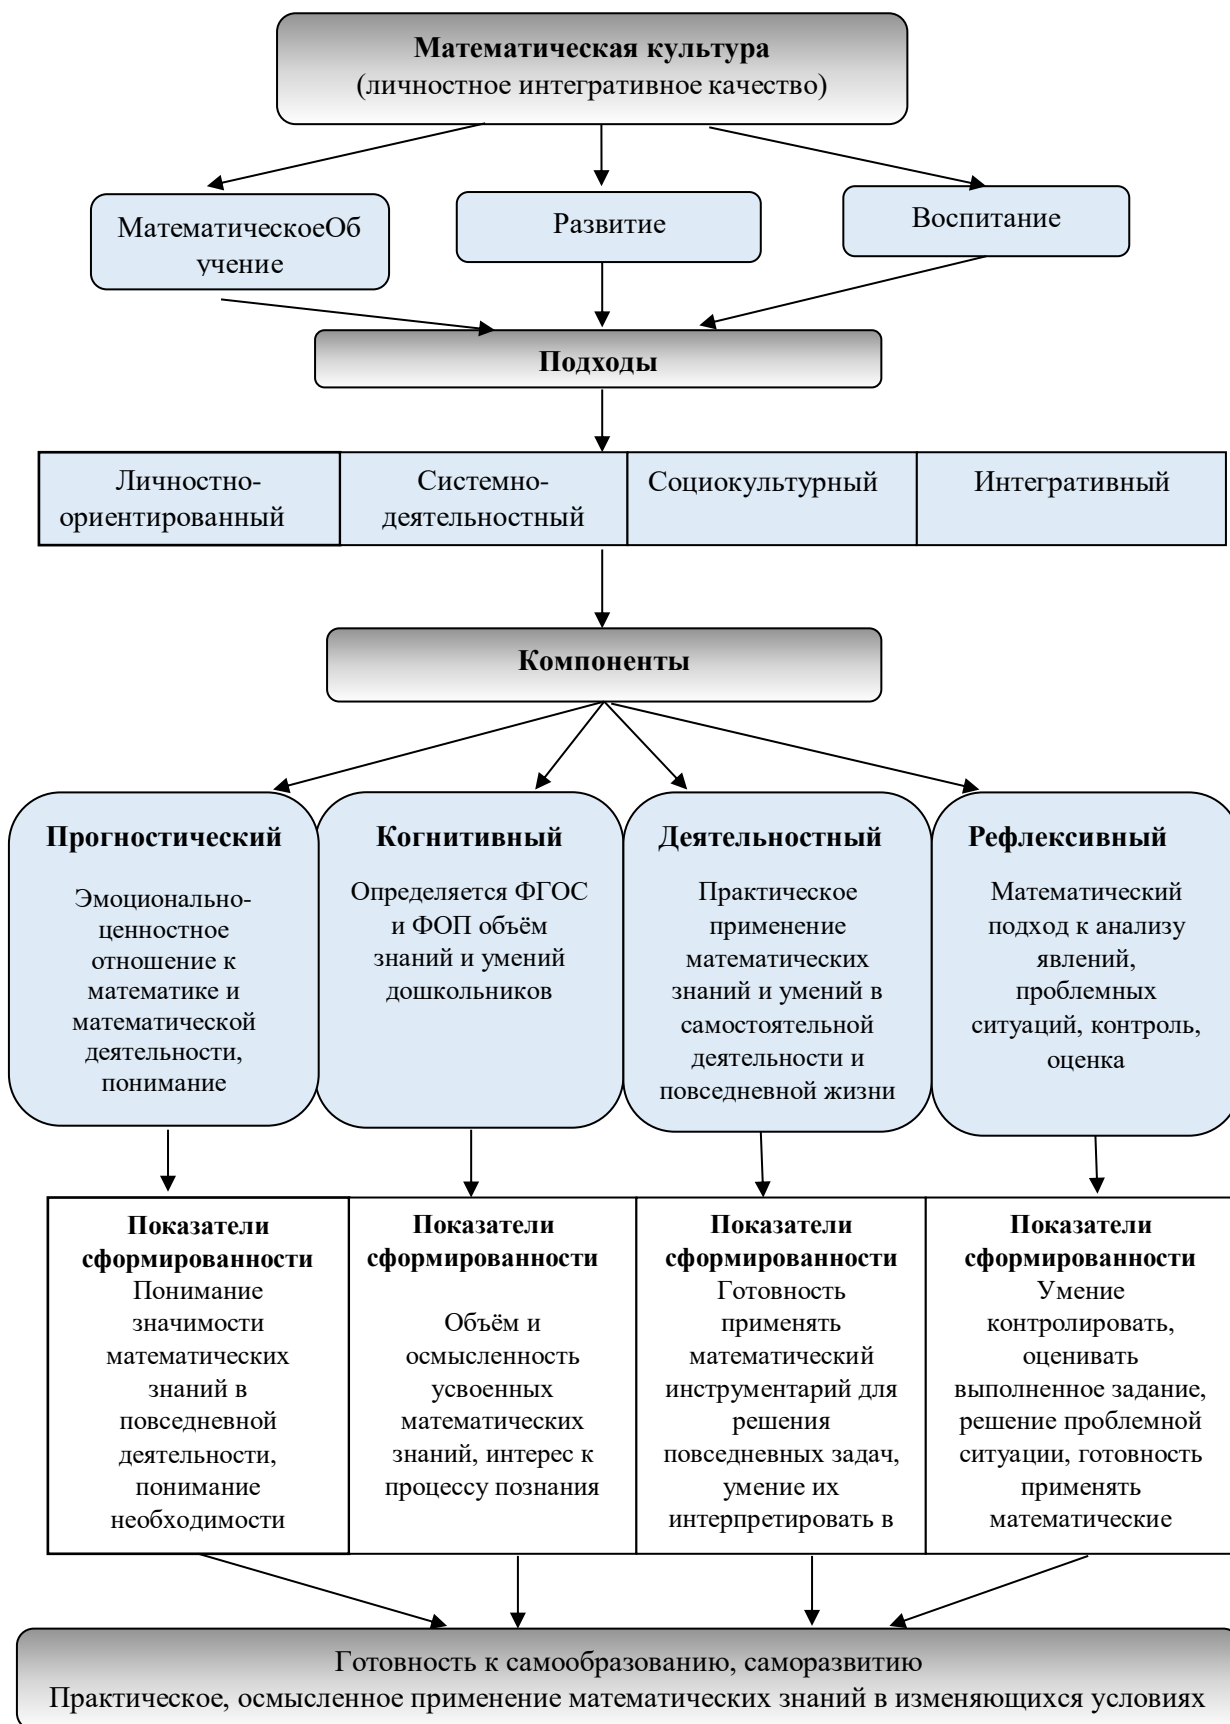 Математическая культура
(личностное интегративное качество)
МатематическоеОб
учение
Развитие
Воспитание
Подходы
Личностно-
ориентированный
Системно-
деятельностный
Социокультурный
Интегративный
Компоненты
Прогностический
Эмоционально-
ценностное
отношение к
математике и
математической
деятельности,
понимание
Когнитивный
Определяется ФГОС
и ФОП объём
знаний и умений
дошкольников
Деятельностный
Практическое
применение
математических
знаний и умений в
самостоятельной
деятельности и
повседневной жизни
Рефлексивный
Математический
подход к анализу
явлений,
проблемных
ситуаций, контроль,
оценка
Показатели
сформированности
Понимание
значимости
математических
знаний в
повседневной
деятельности,
понимание
необходимости
Показатели
сформированности
Объём и
осмысленность
усвоенных
математических
знаний, интерес к
процессу познания
Показатели
сформированности
Готовность
применять
математический
инструментарий для
решения
повседневных задач,
умение их
интерпретировать в
Показатели
сформированности
Умение
контролировать,
оценивать
выполненное задание,
решение проблемной
ситуации, готовность
применять
математические
Готовность к самообразованию, саморазвитию
Практическое, осмысленное применение математических знаний в изменяющихся условиях